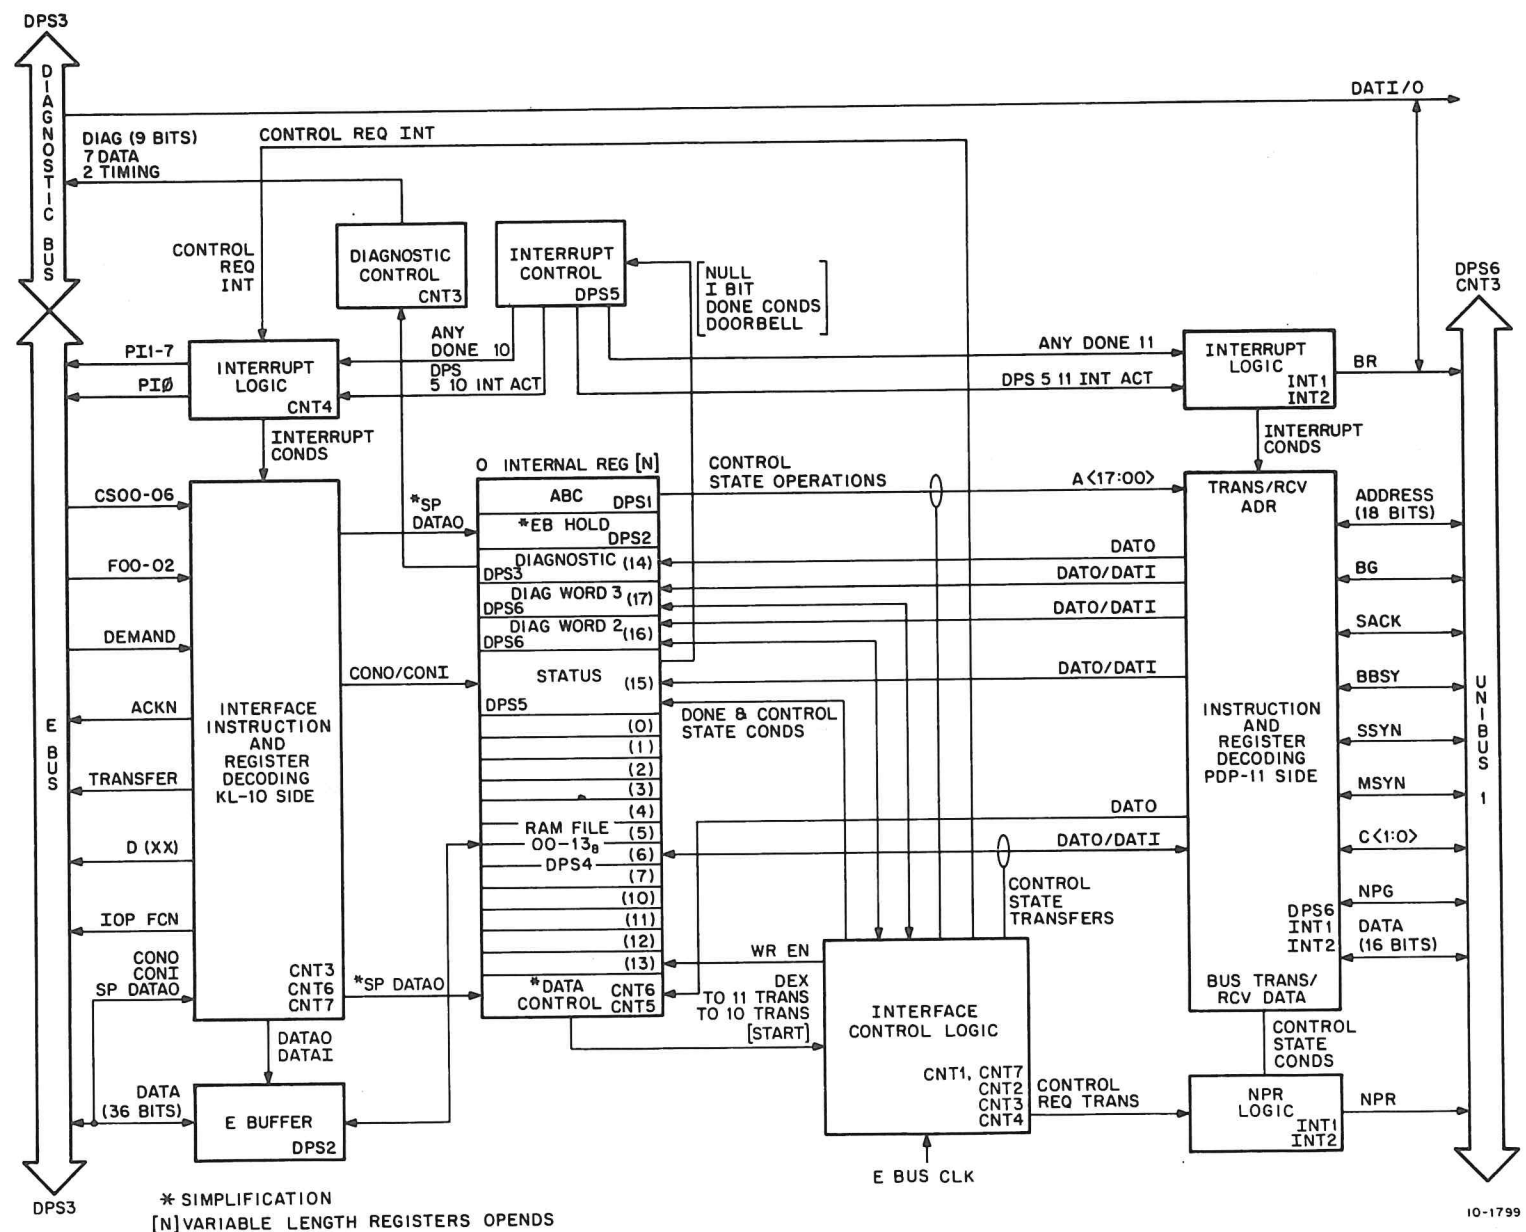 DPS3
DIAGNOSTIC BUS
DATI/O
DIAG (9 BITS)
7 DATA
2 TIMING
CONTROL REQ INT
CONTROL
REQ
INT
DIAGNOSTIC
CONTROL
CNT3
INTERRUPT
CONTROL
DPS5
NULL
I BIT
DONE CONDS
DOORBELL
DPS6
CNT3
PI1-7
PIØ
INTERRUPT
LOGIC
CNT4
ANY
DONE 10
DPS
5 10 INT ACT
ANY DONE 11
DPS 5 11 INT ACT
INTERRUPT
LOGIC
INT1
INT2
BR
INTERRUPT
CONDS
INTERRUPT
CONDS
O INTERNAL REG [N]
CONTROL
STATE OPERATIONS
A<17:00>
CS00-06
F00-02
DEMAND
ACKN
TRANSFER
D (XX)
IOP FCN
CONO
CONI
SP DATAO
E BUS
INTERFACE
INSTRUCTION
AND
REGISTER
DECODING
KL-10 SIDE
CNT3
CNT6
CNT7
*SP
DATAO
CONO/CONI
*SP DATAO
ABC
DPS1
*EB HOLD
DPS2
DIAGNOSTIC (14)
DPS3
DIAG WORD 3 (17)
DPS6
DIAG WORD 2 (16)
DPS6
STATUS
(15)
DPS5
(0)
(1)
(2)
(3)
(4)
RAM FILE (5)
00-13₈
(6)
DPS4
(7)
(10)
(11)
(12)
(13)
*DATA
CONTROL
CNT6
CNT5
DATO
DATO/DATI
DATO/DATI
DATO/DATI
DONE & CONTROL
STATE CONDS
DATO
DATO/DATI
CONTROL
STATE
TRANSFERS
WR EN
DEX
TO 11 TRANS
TO 10 TRANS
[START]
INTERFACE
CONTROL LOGIC
CNT1, CNT7
CNT2
CNT3
CNT4
E BUS CLK
CONTROL
REQ TRANS
TRANS/RCV
ADR
INSTRUCTION
AND
REGISTER
DECODING
PDP-11 SIDE
DPS6
INT1
INT2
BUS TRANS/
RCV DATA
CONTROL
STATE
CONDS
NPR
LOGIC
INT1
INT2
NPR
ADDRESS
(18 BITS)
BG
SACK
BBSY
SSYN
MSYN
C<1:0>
NPG
DATA
(16 BITS)
UNIBUS 1
DATAO
DATAI
DATA
(36 BITS)
E BUFFER
DPS2
DPS3
* SIMPLIFICATION
[N] VARIABLE LENGTH REGISTERS OPENDS
10-1799